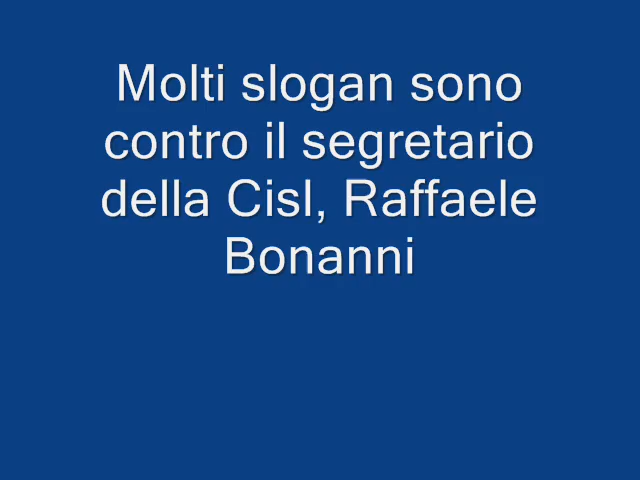 Molti slogan sono
contro il segretario
della Cisl, Raffaele
Bonanni